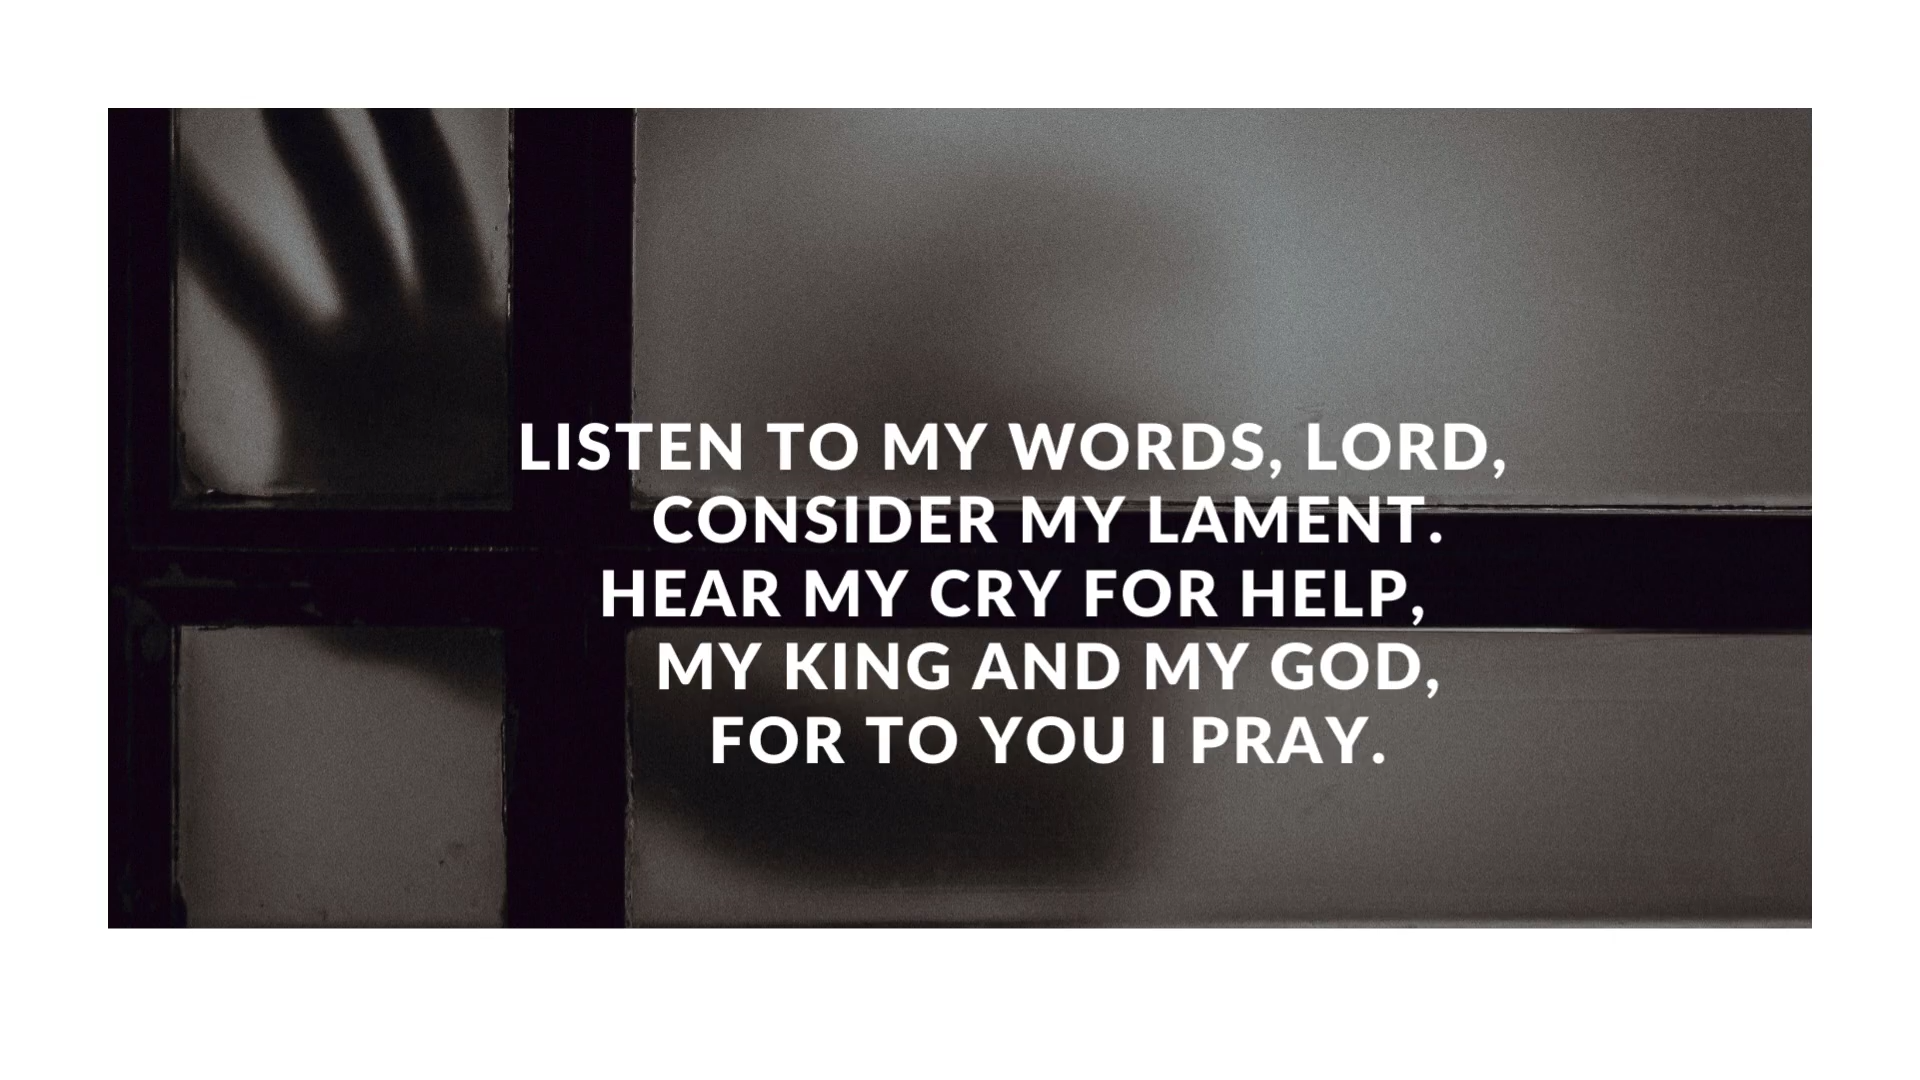 LISTEN TO MY WORDS, LORD,
CONSIDER MY LAMENT.
HEAR MY CRY FOR HELP,
MY KING AND MY GOD,
FOR TO YOU I PRAY.